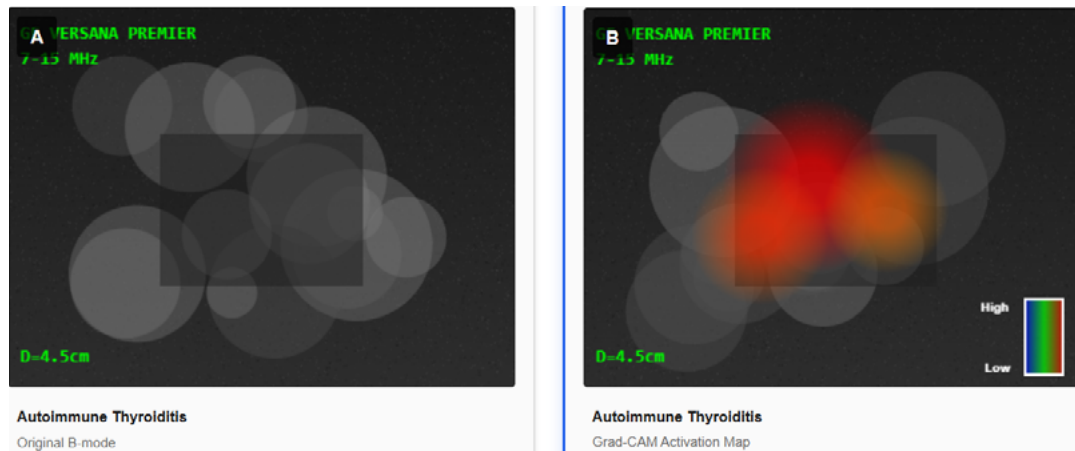 A
VERSANA PREMIER
7-15 MHz
D=4.5cm
Autoimmune Thyroiditis
Original B-mode
B
VERSANA PREMIER
7-15 MHz
High
Low
D=4.5cm
Autoimmune Thyroiditis
Grad-CAM Activation Map